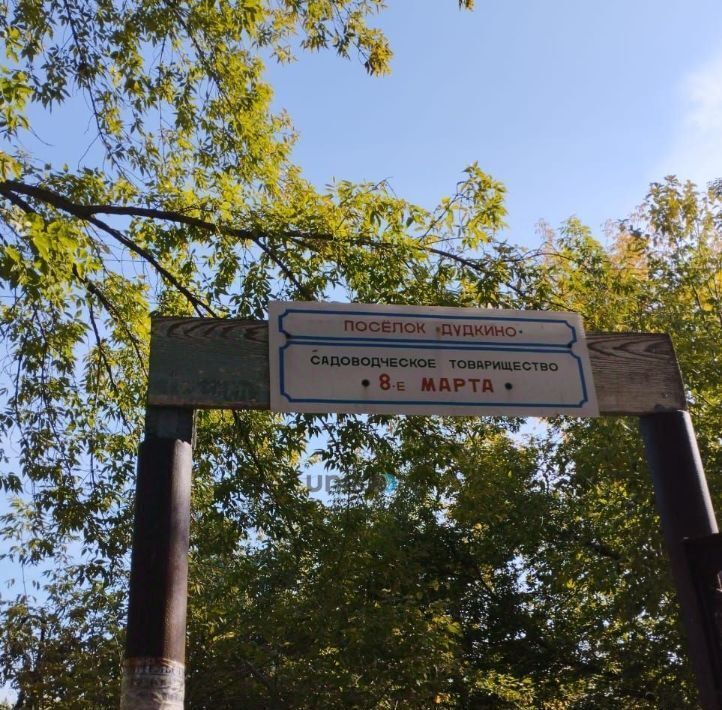 ПОСЁЛОК ДУДКИНО
САДОВОДЧЕСКОЕ ТОВАРИЩЕСТВО
8-Е МАРТА